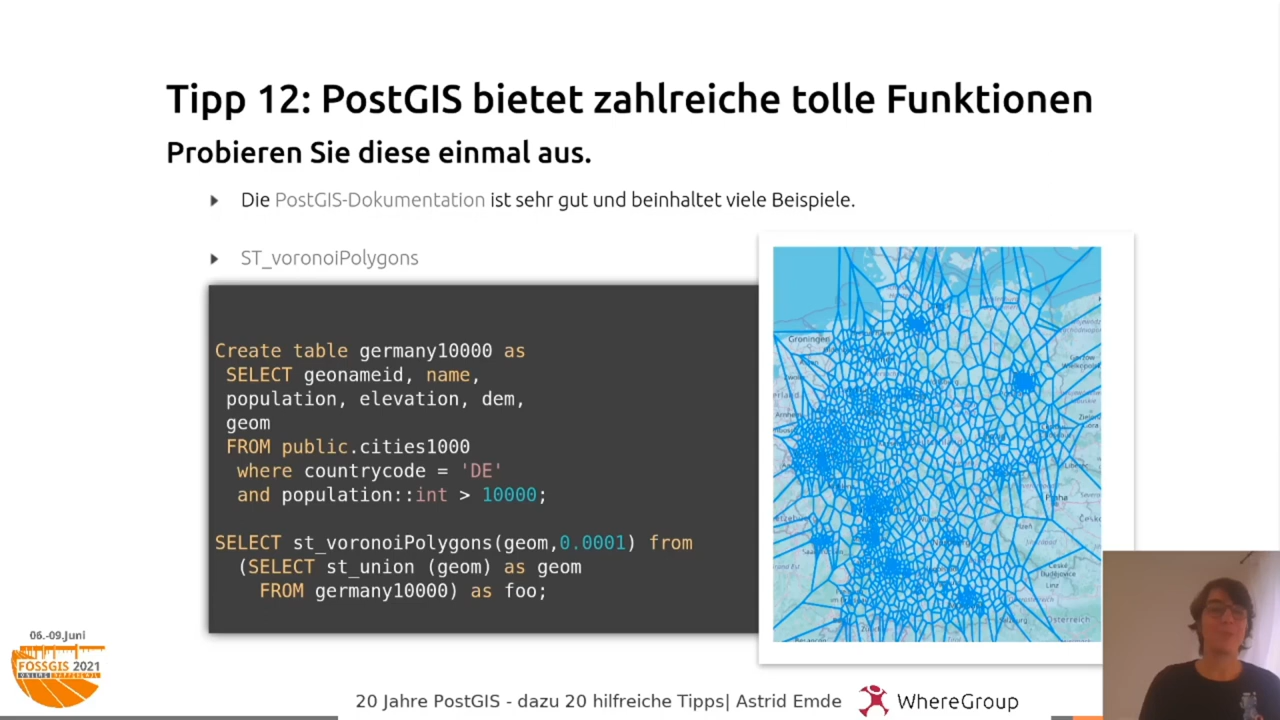 Tipp 12: PostGIS bietet zahlreiche tolle Funktionen
Probieren Sie diese einmal aus.
Die PostGIS-Dokumentation ist sehr gut und beinhaltet viele Beispiele.
ST_voronoiPolygons
Create table germany10000 as
SELECT geonameid, name,
population, elevation, dem,
geom
FROM public.cities1000
where countrycode = 'DE'
and population::int > 10000;
SELECT st_voronoiPolygons(geom,0.0001) from
(SELECT st_union (geom) as geom
FROM germany10000) as foo;
Groningen
Praha
Linz
06.-09.Juni
FOSSGIS 2021
20 Jahre PostGIS - dazu 20 hilfreiche Tipps| Astrid Emde
WhereGroup